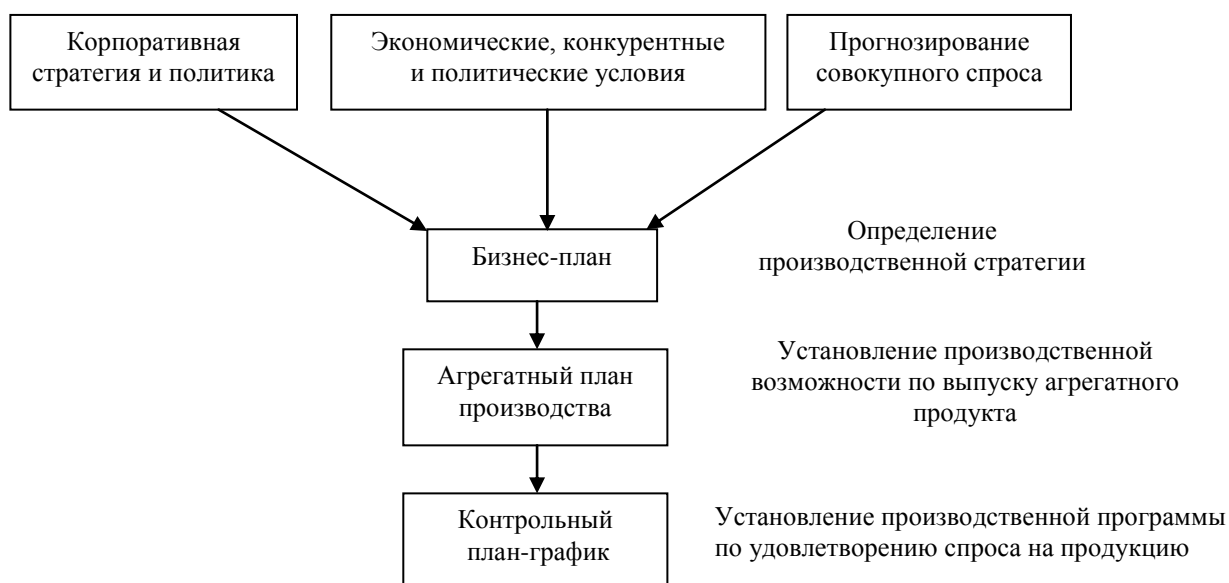 Корпоративная
стратегия и политика
Экономические, конкурентные
и политические условия
Прогнозирование
совокупного спроса
Бизнес-план
Определение
производственной стратегии
Агрегатный план
производства
Установление производственной
возможности по выпуску агрегатного
продукта
Контрольный
план-график
Установление производственной программы
по удовлетворению спроса на продукцию